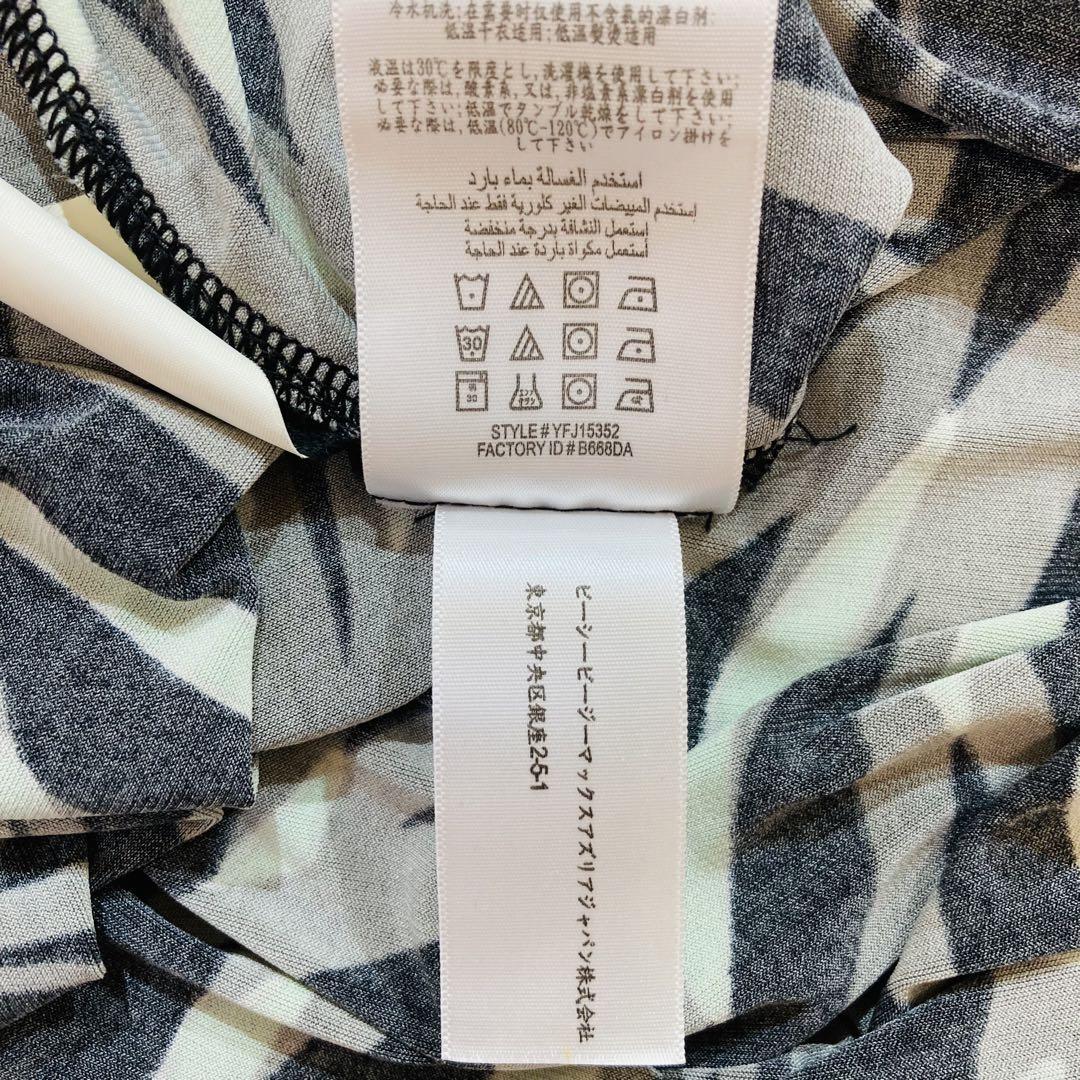 冷水机洗:在需要时仅使用不含氨的漂白剂:
低温干衣适用:低温熨烫适用
液温は30℃を限度とし,洗濯機を使用して下さい:
必要な際は,酸素系,又は,非塩素系漂白剤を使用
して下さい:低温でタンブル乾燥をして下さい:
必要な際は,低温(80℃-120℃)でアイロン掛けを
して下さい
استخدم الغسالة بماء بارد
استخدم المبيضات الغير كلورية فقط عند الحاجة
إستعمل النشافة بدرجة منخفضة
إستعمل مكواة باردة عند الحاجة
30
30
STYLE#YFJ15352
FACTORY ID#B668DA
ビーシービージーマックスアズリアジャパン株式会社
東京都中央区銀座2-5-1